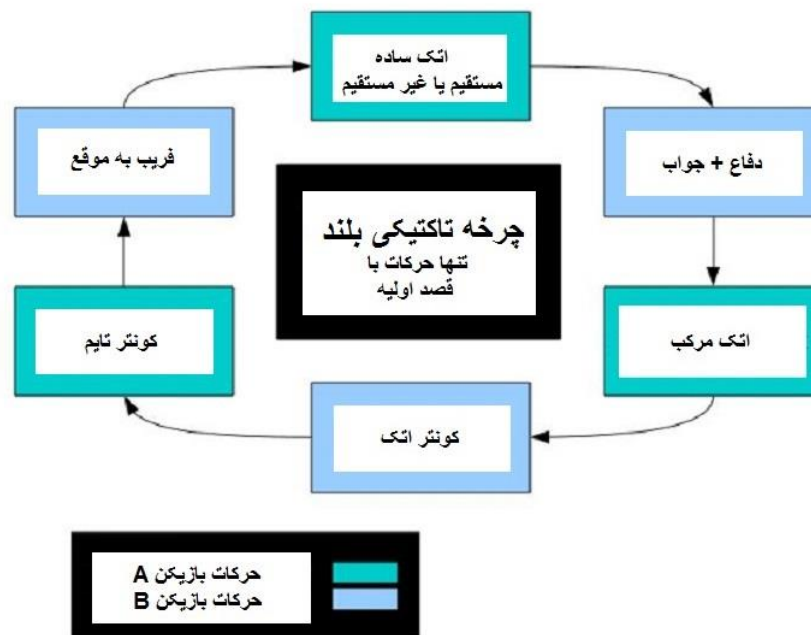 اتک ساده
مستقیم یا غیر مستقیم
دفاع + جواب
اتک مرکب
کونتر اتک
کونتر تایم
فریب به موقع
چرخه تاکتیکی بلند
تنها حرکات با
قصد اولیه
حرکات بازیکن A
حرکات بازیکن B